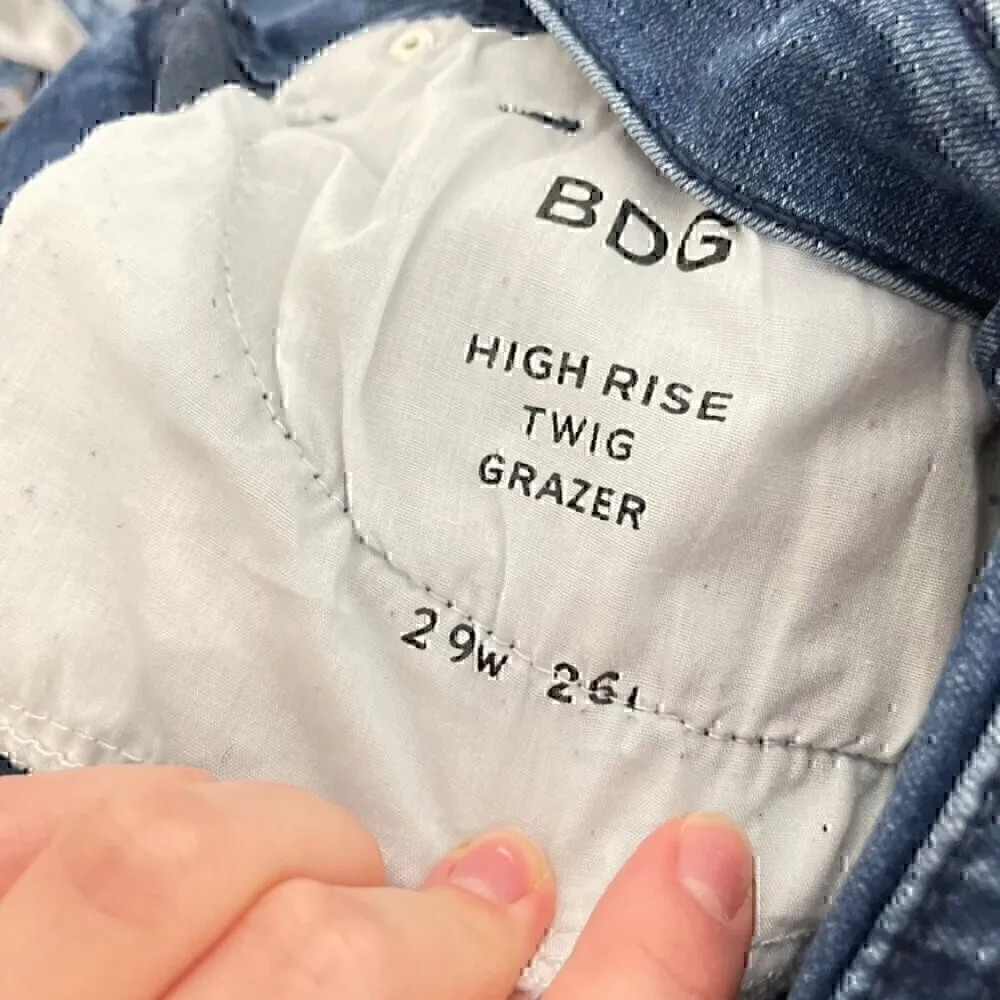 BDG
HIGH RISE
TWIG
GRAZER
29W 26L